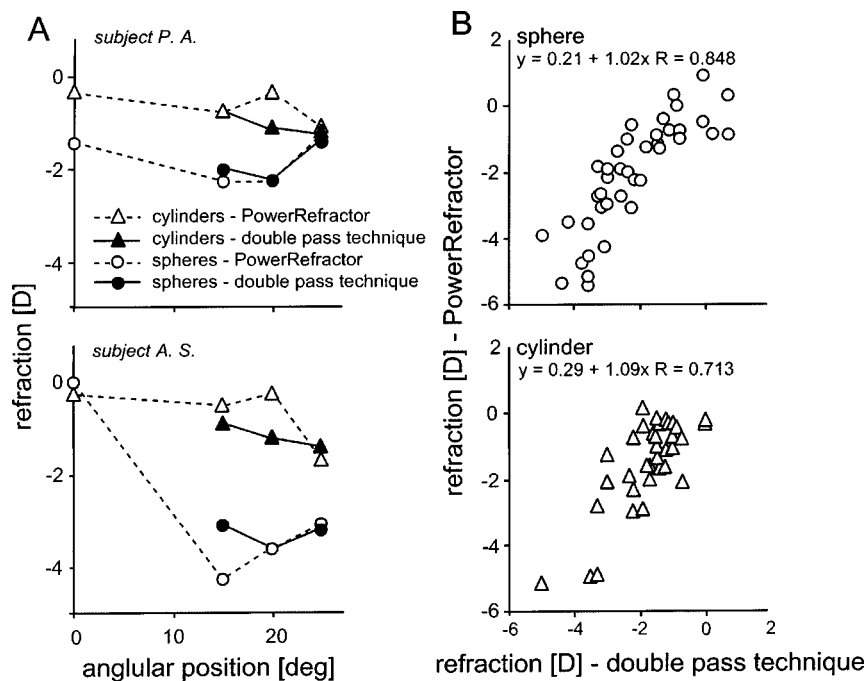 A
subject P. A.
0
-2
-4
cylinders - PowerRefractor
cylinders - double pass technique
spheres - PowerRefractor
spheres - double pass technique
refraction [D]
subject A. S.
0
-2
-4
0
10
20
anglular position [deg]
B
sphere
y = 0.21 + 1.02x R = 0.848
2
0
-2
-4
-6
refraction [D] - PowerRefractor
cylinder
y = 0.29 + 1.09x R = 0.713
2
0
-2
-4
-6
-6
-4
-2
0
2
refraction [D] - double pass technique